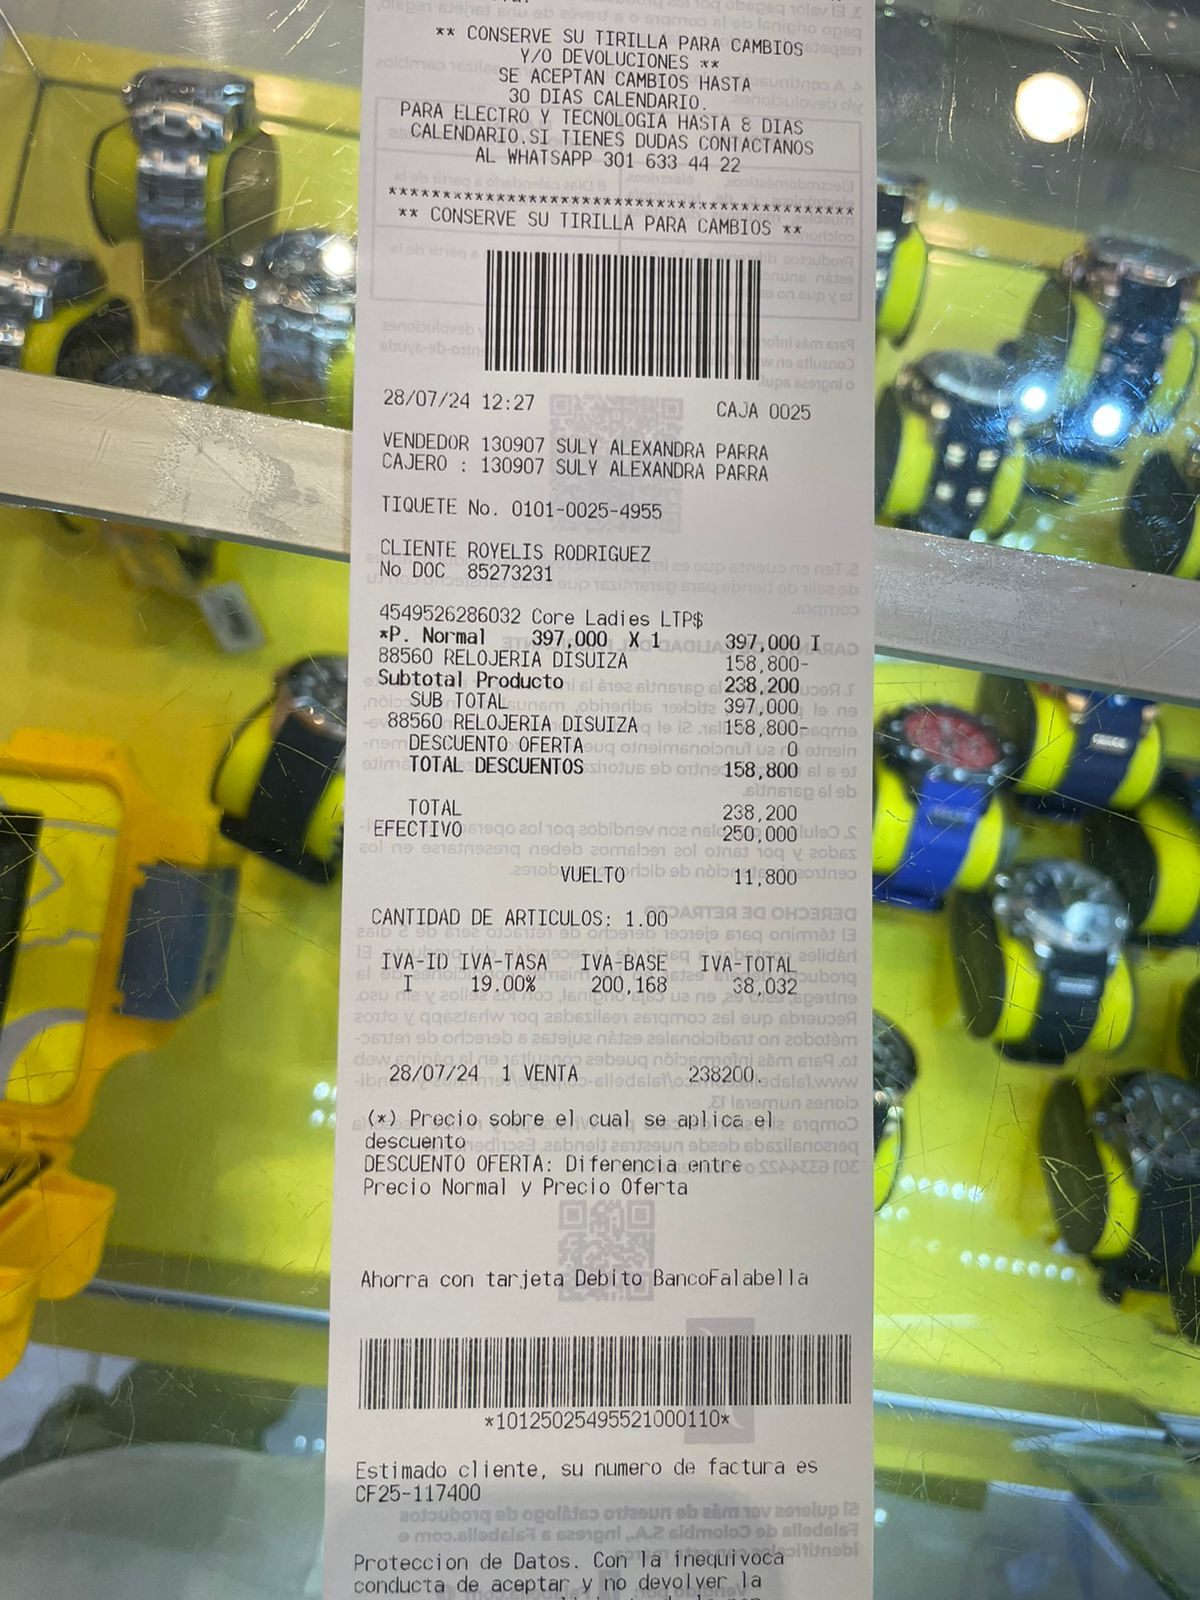 ** CONSERVE SU TIRILLA PARA CAMBIOS
Y/O DEVOLUCIONES **
SE ACEPTAN CAMBIOS HASTA
30 DIAS CALENDARIO.
PARA ELECTRO Y TECNOLOGIA HASTA 8 DIAS
CALENDARIO.SI TIENES DUDAS CONTACTANOS
AL WHATSAPP 301 633 44 22
*******************************************
** CONSERVE SU TIRILLA PARA CAMBIOS **
28/07/24 12:27 CAJA 0025
VENDEDOR 130907 SULY ALEXANDRA PARRA
CAJERO : 130907 SULY ALEXANDRA PARRA
TIQUETE No. 0101-0025-4955
CLIENTE ROYELIS RODRIGUEZ
No DOC 85273231
4549526286032 Core Ladies LTP$
*P. Normal 397,000 X 1 397,000 I
88560 RELOJERIA DISUIZA 158,800-
Subtotal Producto 238,200
SUB TOTAL 397,000
88560 RELOJERIA DISUIZA 158,800-
DESCUENTO OFERTA 0
TOTAL DESCUENTOS 158,800
TOTAL 238,200
EFECTIVO 250,000
VUELTO 11,800
CANTIDAD DE ARTICULOS: 1.00
IVA-ID IVA-TASA IVA-BASE IVA-TOTAL
I 19.00% 200,168 38,032
28/07/24 1 VENTA 238200.
(*) Precio sobre el cual se aplica el
descuento
DESCUENTO OFERTA: Diferencia entre
Precio Normal y Precio Oferta
Ahorra con tarjeta Debito BancoFalabella
*10125025495521000110*
Estimado cliente, su numero de factura es
CF25-117400
Proteccion de Datos. Con la inequivoca
conducta de aceptar y no devolver la